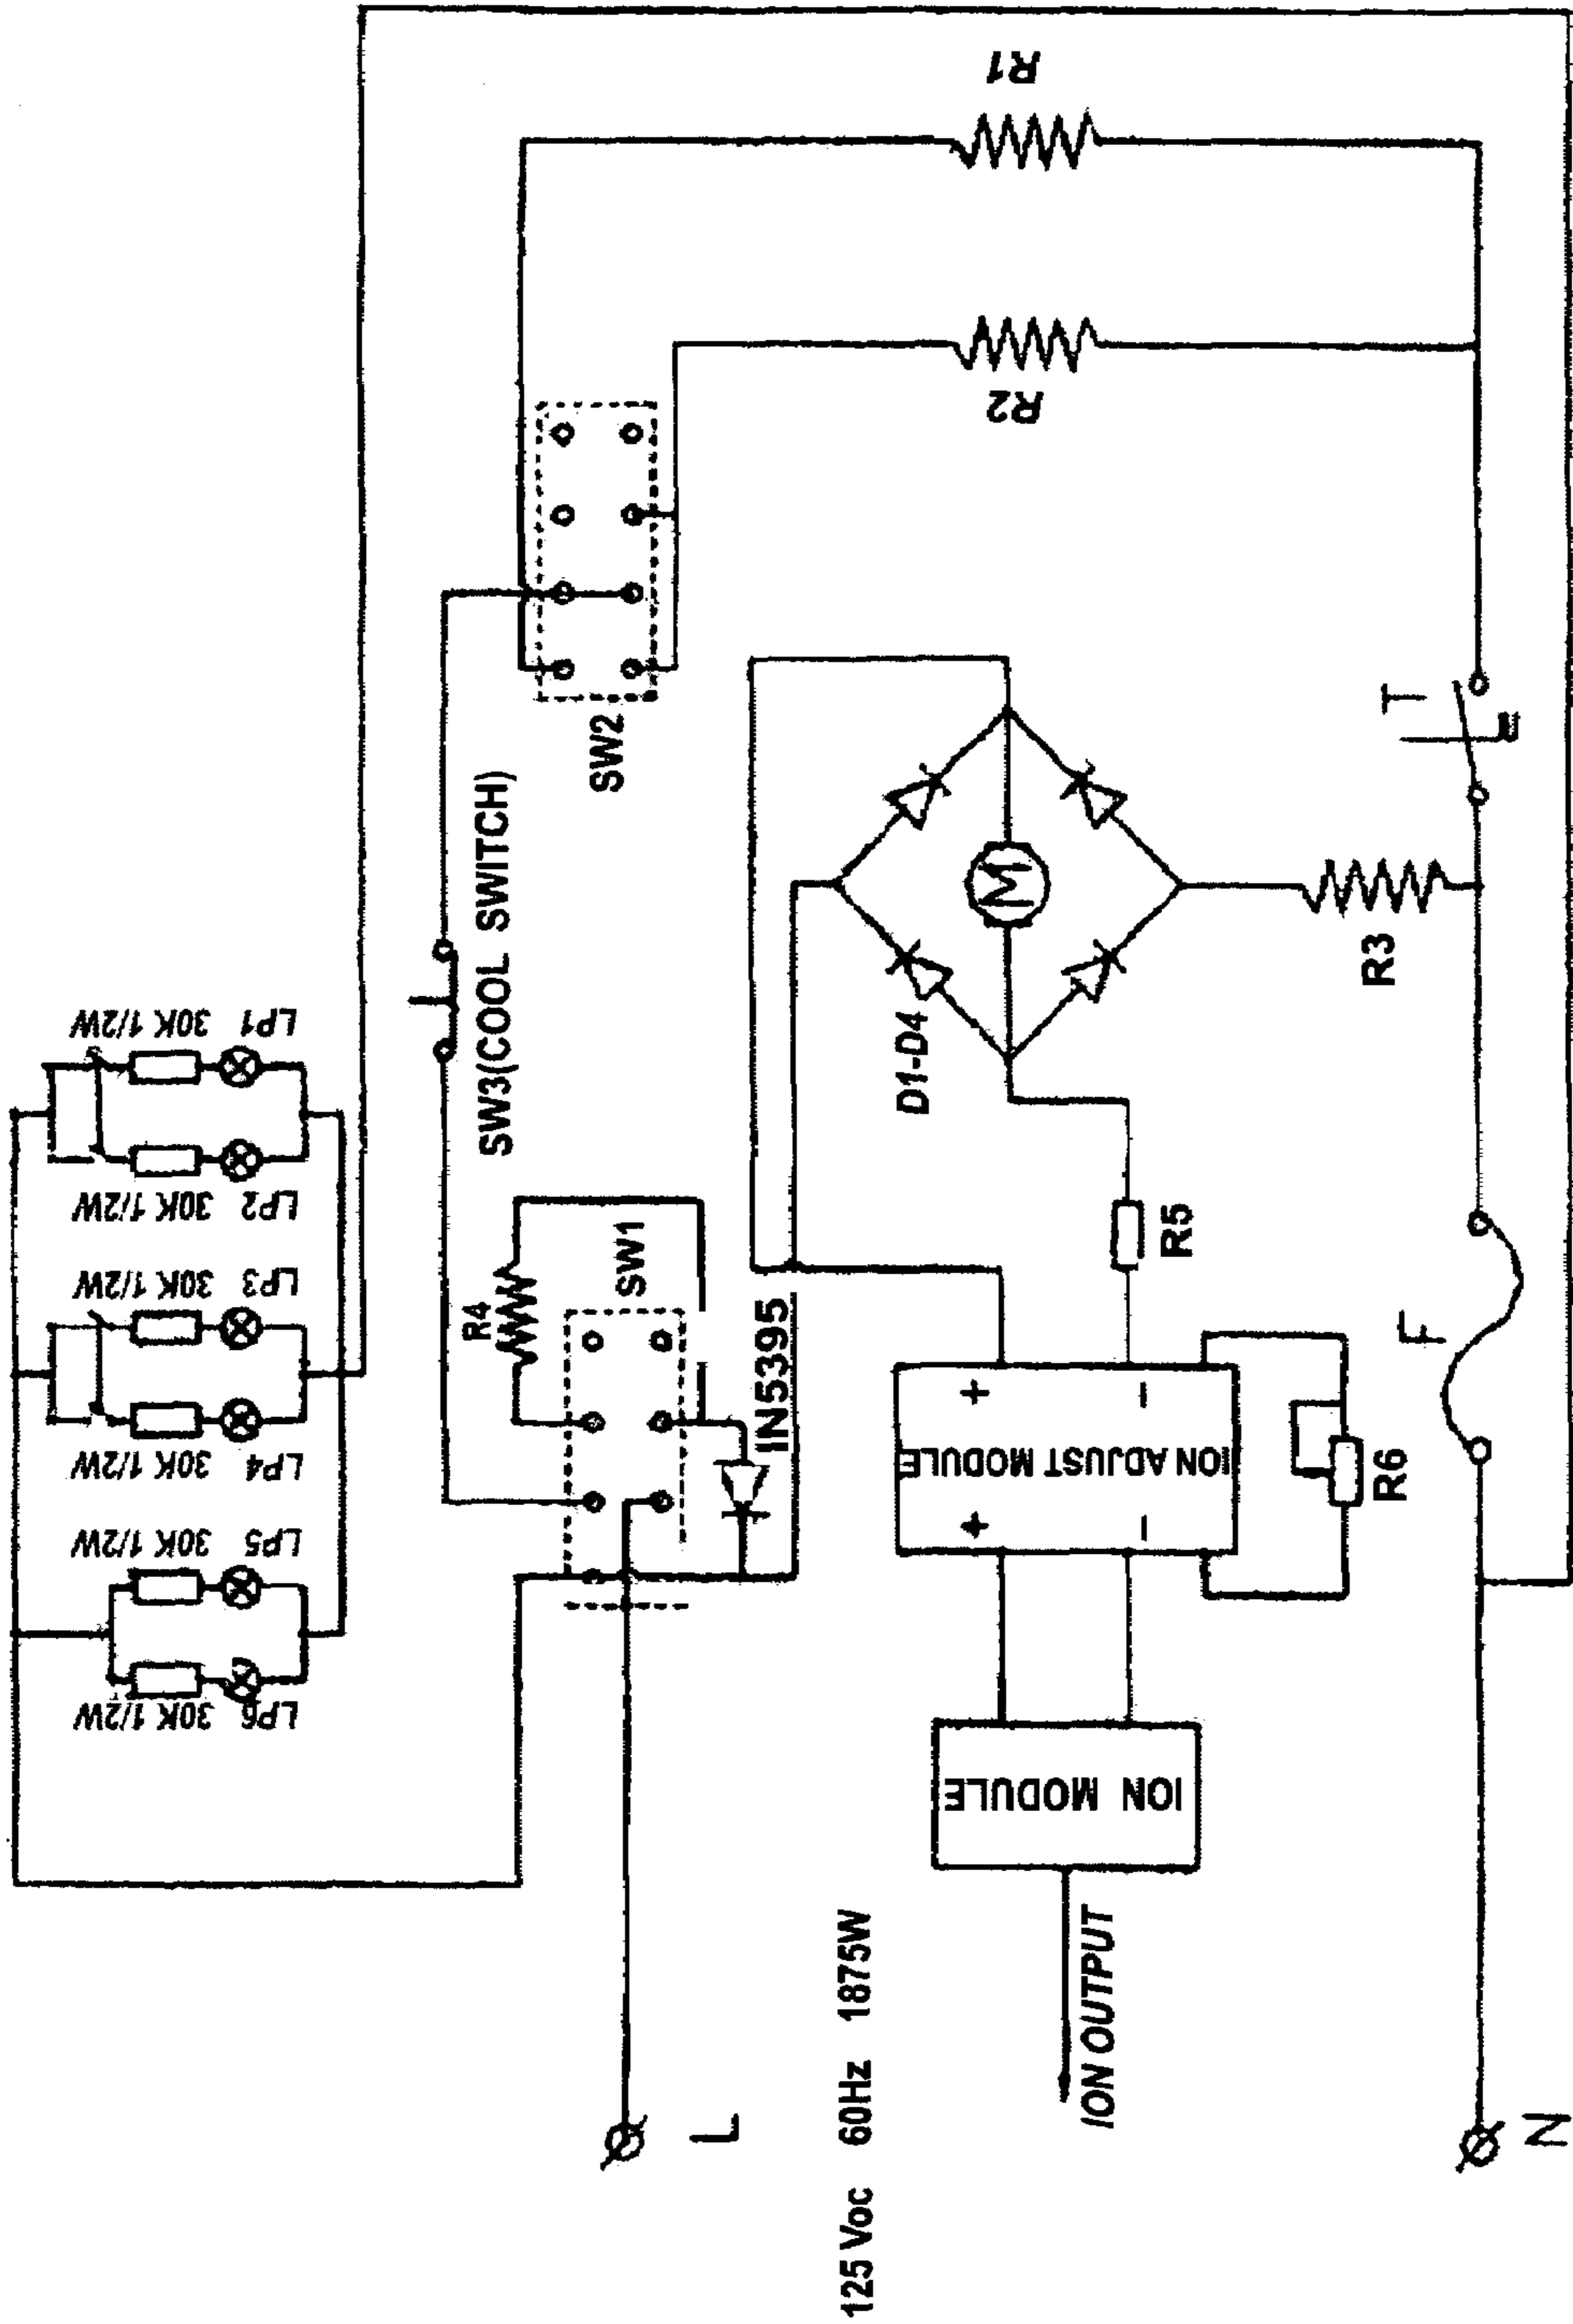 LP6 30K 1/2W
LP5 30K 1/2W
LP4 30K 1/2W
LP3 30K 1/2W
LP2 30K 1/2W
LP1 30K 1/2W
SW3(COOL SWITCH)
R4
SW1
IN5395
SW2
R1
R2
L
125 Voc 60Hz 1875W
ION OUTPUT
ION MODULE
+ +
ION ADJUST MODULE
- -
R5
R6
D1-D4
M
R3
F
T
N